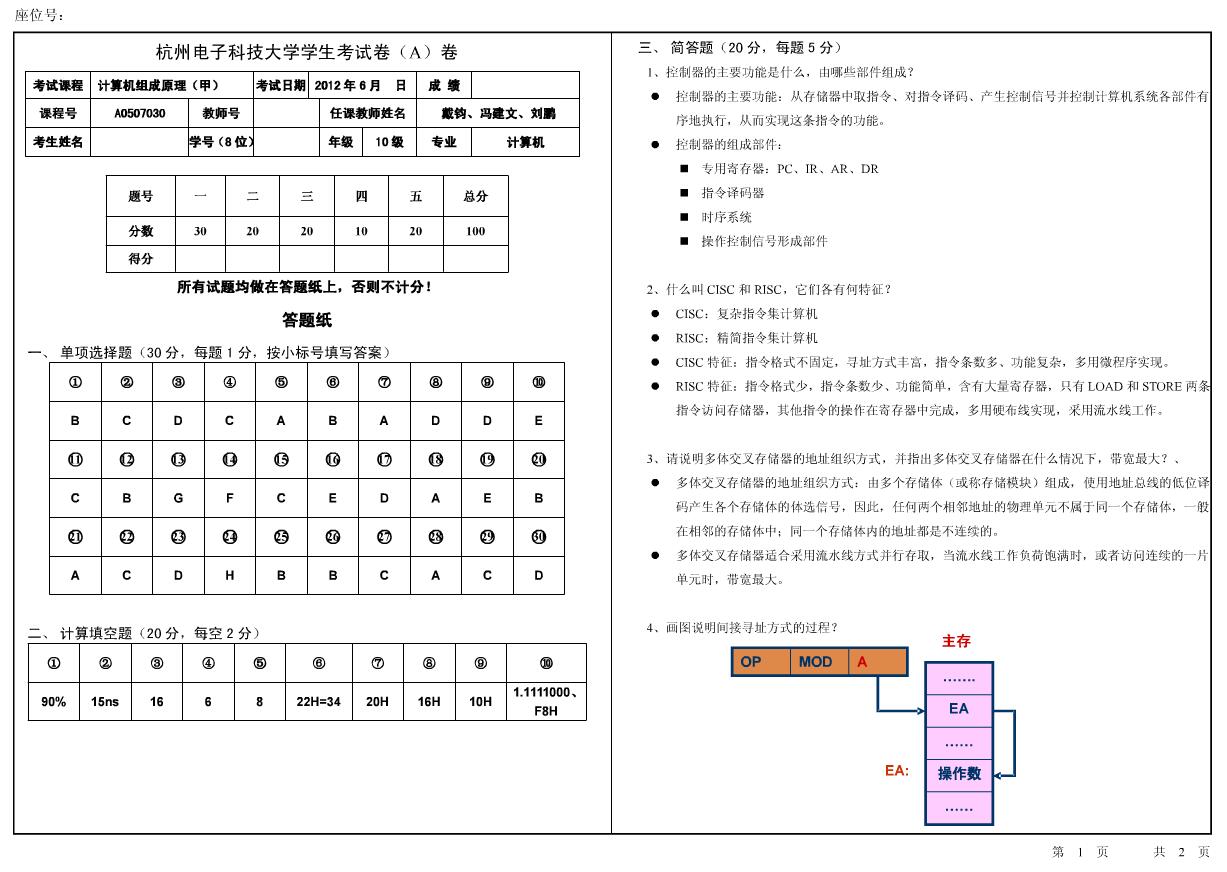 座位号：
杭州电子科技大学学生考试卷（A）卷
考试课程 计算机组成原理（甲） 考试日期 2012 年 6 月 日 成 绩
课程号 A0507030 教师号 任课教师姓名 戴钧、冯建文、刘鹏
考生姓名 学号（8 位） 年级 10 级 专业 计算机
题号 一 二 三 四 五 总分
分数 30 20 20 10 20 100
得分
所有试题均做在答题纸上，否则不计分！
答题纸
一、 单项选择题（30 分，每题 1 分，按小标号填写答案）
① ② ③ ④ ⑤ ⑥ ⑦ ⑧ ⑨ ⑩
B C D C A B A D D E
⑪ ⑫ ⑬ ⑭ ⑮ ⑯ ⑰ ⑱ ⑲ ⑳
C B G F C E D A E B
㉑ ㉒ ㉓ ㉔ ㉕ ㉖ ㉗ ㉘ ㉙ ㉚
A C D H B B C A C D
二、 计算填空题（20 分，每空 2 分）
① ② ③ ④ ⑤ ⑥ ⑦ ⑧ ⑨ ⑩
90% 15ns 16 6 8 22H=34 20H 16H 10H 1.1111000、
F8H
三、 简答题（20 分，每题 5 分）
1、控制器的主要功能是什么，由哪些部件组成？
● 控制器的主要功能：从存储器中取指令、对指令译码、产生控制信号并控制计算机系统各部件有
序地执行，从而实现这条指令的功能。
● 控制器的组成部件：
■ 专用寄存器：PC、IR、AR、DR
■ 指令译码器
■ 时序系统
■ 操作控制信号形成部件
2、什么叫 CISC 和 RISC，它们各有何特征？
● CISC：复杂指令集计算机
● RISC：精简指令集计算机
● CISC 特征：指令格式不固定，寻址方式丰富，指令条数多、功能复杂，多用微程序实现。
● RISC 特征：指令格式少，指令条数少、功能简单，含有大量寄存器，只有 LOAD 和 STORE 两条
指令访问存储器，其他指令的操作在寄存器中完成，多用硬布线实现，采用流水线工作。
3、请说明多体交叉存储器的地址组织方式，并指出多体交叉存储器在什么情况下，带宽最大？、
● 多体交叉存储器的地址组织方式：由多个存储体（或称存储模块）组成，使用地址总线的低位译
码产生各个存储体的体选信号，因此，任何两个相邻地址的物理单元不属于同一个存储体，一般
在相邻的存储体中；同一个存储体内的地址都是不连续的。
● 多体交叉存储器适合采用流水线方式并行存取，当流水线工作负荷饱满时，或者访问连续的一片
单元时，带宽最大。
4、画图说明间接寻址方式的过程？
主存
OP MOD A
…….
EA
……
EA: 操作数
……
第 1 页 共 2 页